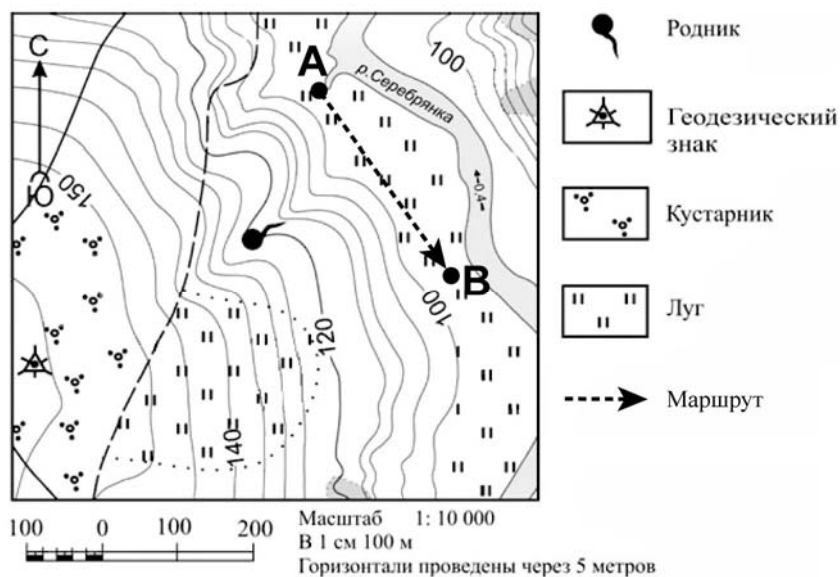 С
Ю
А
р.Серебрянка
100
150
0,4
В
100
120
140
Родник
Геодезический
знак
Кустарник
Луг
Маршрут
100 0 100 200
Масштаб 1: 10 000
В 1 см 100 м
Горизонтали проведены через 5 метров